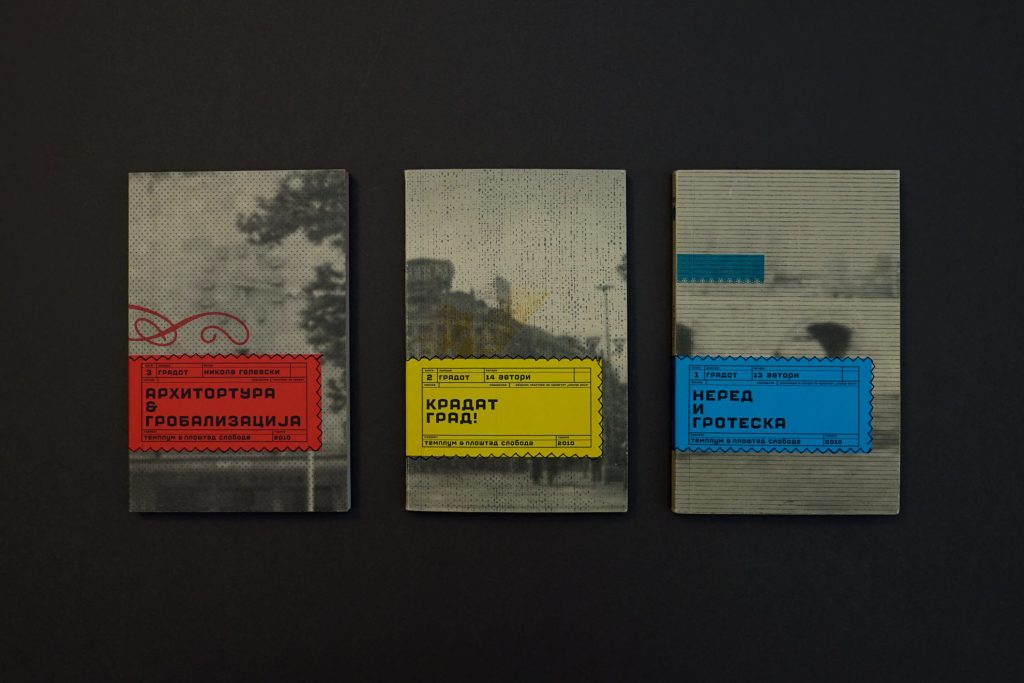 3 ГРАДОТ НИКОЛА ГЕЛЕВСКИ
АРХИТОРТУРА
&
ГРОБАЛИЗАЦИЈА
ТЕМПЛУМ & ПЛОШТАД СЛОБОДА 2010
2 ГРАДОТ 14 АВТОРИ
КРАДАТ
ГРАД!
ТЕМПЛУМ & ПЛОШТАД СЛОБОДА 2010
1 ГРАДОТ 13 АВТОРИ
НЕРЕД
И
ГРОТЕСКА
ТЕМПЛУМ & ПЛОШТАД СЛОБОДА 2010